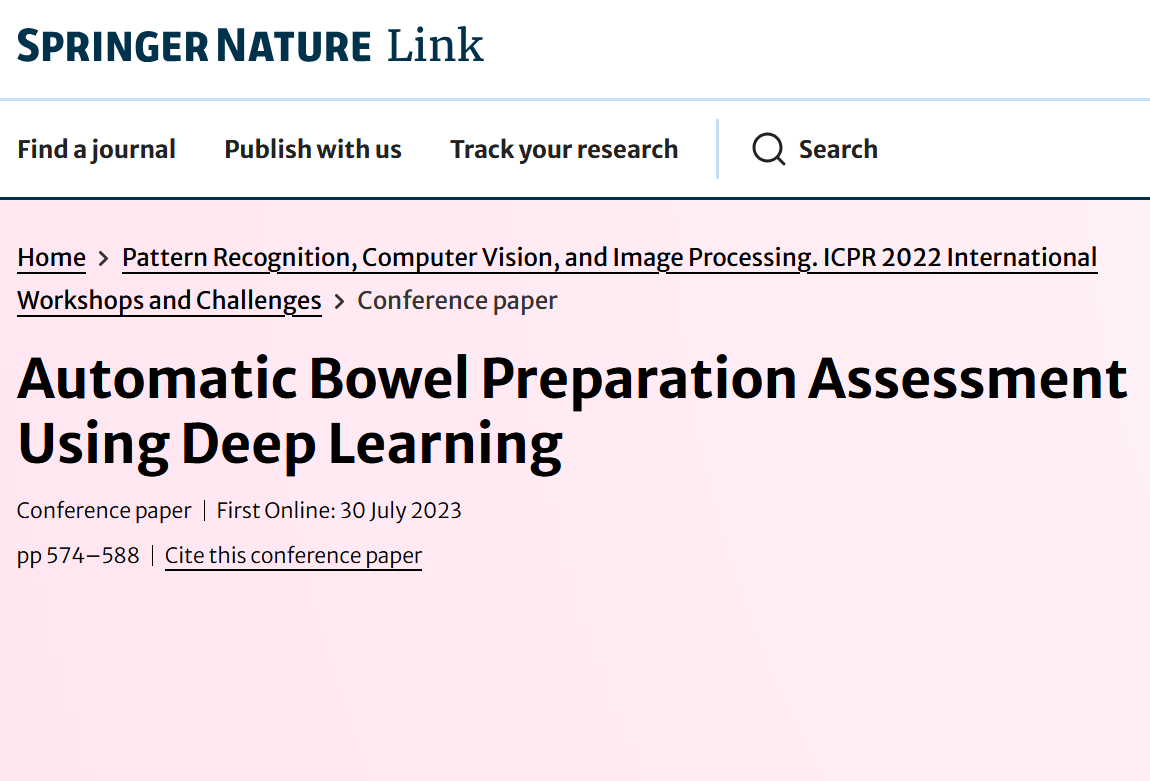 SPRINGER NATURE Link
Find a journal Publish with us Track your research Search
Home > Pattern Recognition, Computer Vision, and Image Processing. ICPR 2022 International
Workshops and Challenges > Conference paper
Automatic Bowel Preparation Assessment
Using Deep Learning
Conference paper | First Online: 30 July 2023
pp 574–588 | Cite this conference paper